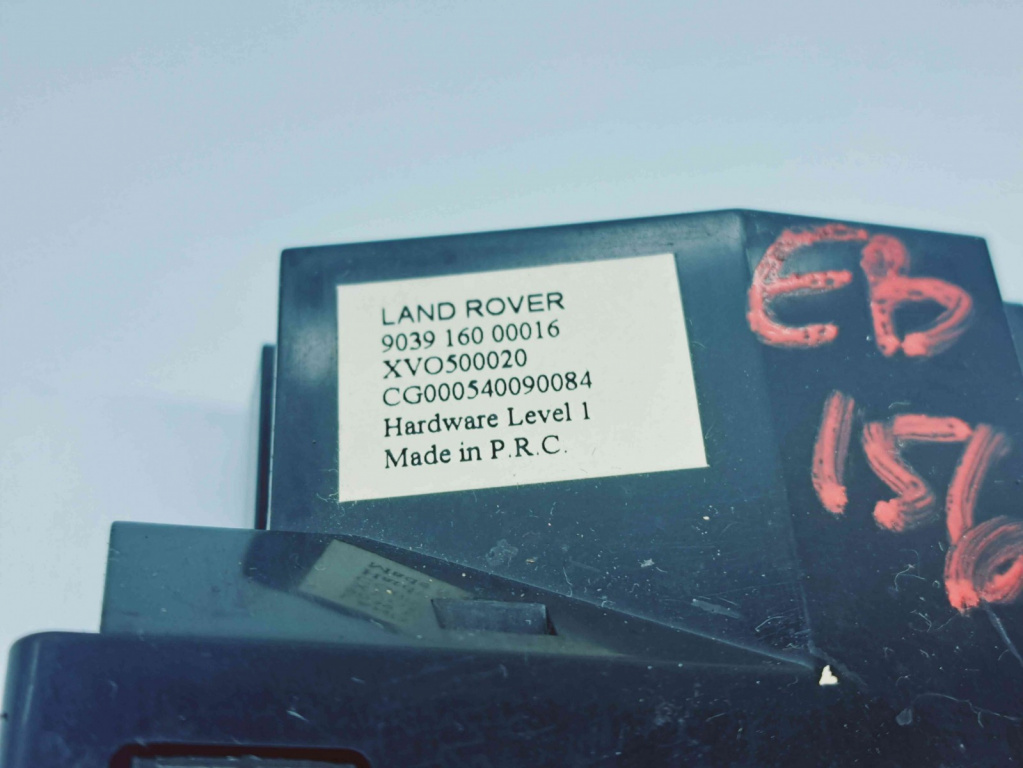 LAND ROVER
9039 160 00016
XVO500020
CG000540090084
Hardware Level 1
Made in P.R.C.
EB
156